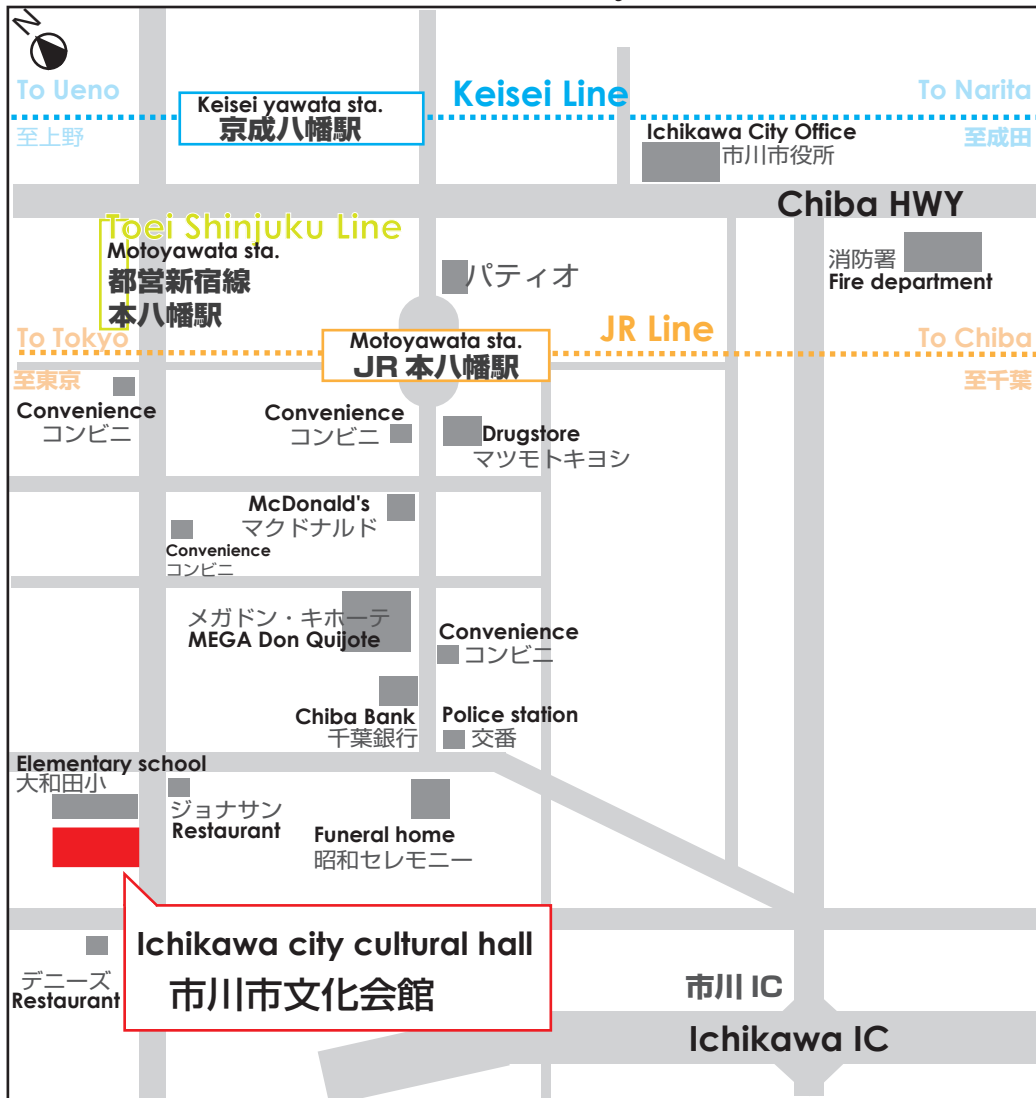 N
To Ueno
至上野
Keisei yawata sta.
京成八幡駅
Keisei Line
To Narita
至成田
Ichikawa City Office
市川市役所
Chiba HWY
Toei Shinjuku Line
Motoyawata sta.
都営新宿線
本八幡駅
パティオ
消防署
Fire department
To Tokyo
至東京
Motoyawata sta.
JR 本八幡駅
JR Line
To Chiba
至千葉
Convenience
コンビニ
Convenience
コンビニ
Drugstore
マツモトキヨシ
McDonald's
マクドナルド
Convenience
コンビニ
メガドン・キホーテ
MEGA Don Quijote
Convenience
コンビニ
Chiba Bank
千葉銀行
Police station
交番
Elementary school
大和田小
ジョナサン
Restaurant
Funeral home
昭和セレモニー
Ichikawa city cultural hall
市川市文化会館
デニーズ
Restaurant
市川 IC
Ichikawa IC